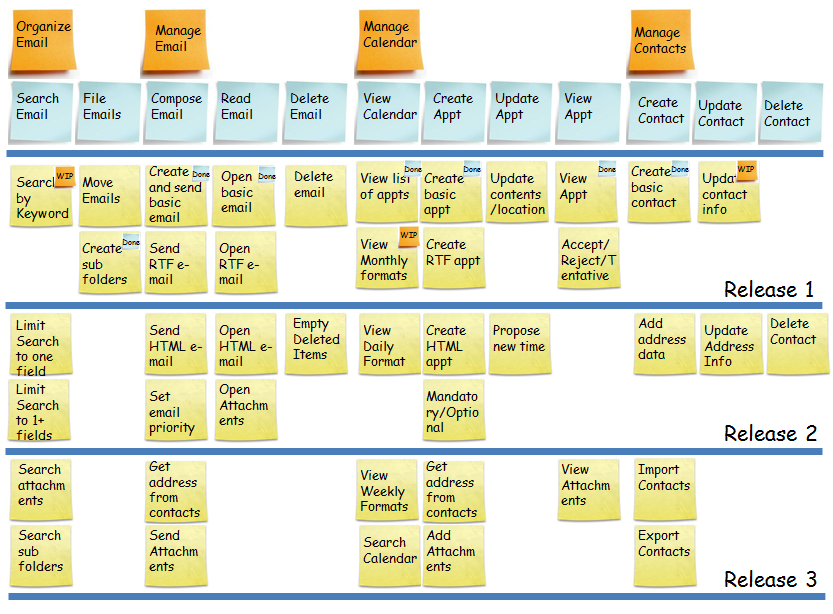 Organize
Email
Manage
Email
Manage
Calendar
Manage
Contacts
Search
Email
File
Emails
Compose
Email
Read
Email
Delete
Email
View
Calendar
Create
Appt
Update
Appt
View
Appt
Create
Contact
Update
Contact
Delete
Contact
Search
by
Keyword
WIP
Move
Emails
Create
and send
basic
email
Done
Open
basic
email
Done
Delete
email
View list
of appts
Done
Create
basic
appt
Done
Update
contents
/location
View
Appt
Done
Create
basic
contact
Done
Update
contact
info
WIP
Create
sub
folders
Done
Send
RTF e-
mail
Open
RTF e-
mail
View
Monthly
formats
WIP
Create
RTF appt
Accept/
Reject/T
entative
Release 1
Limit
Search
to one
field
Send
HTML e-
mail
Open
HTML e-
mail
Empty
Deleted
Items
View
Daily
Format
Create
HTML
appt
Propose
new time
Add
address
data
Update
Address
Info
Delete
Contact
Limit
Search
to 1+
fields
Set
email
priority
Open
Attachm
ents
Mandato
ry/Optio
nal
Release 2
Search
attachm
ents
Get
address
from
contacts
View
Weekly
Formats
Get
address
from
contacts
View
Attachm
ents
Import
Contacts
Search
sub
folders
Send
Attachm
ents
Search
Calendar
Add
Attachm
ents
Export
Contacts
Release 3